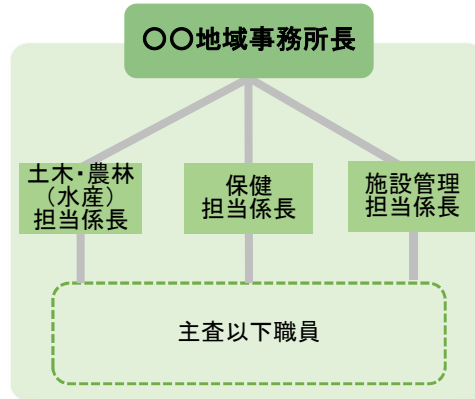 〇〇地域事務所長
土木・農林
（水産）
担当係長
保健
担当係長
施設管理
担当係長
主査以下職員